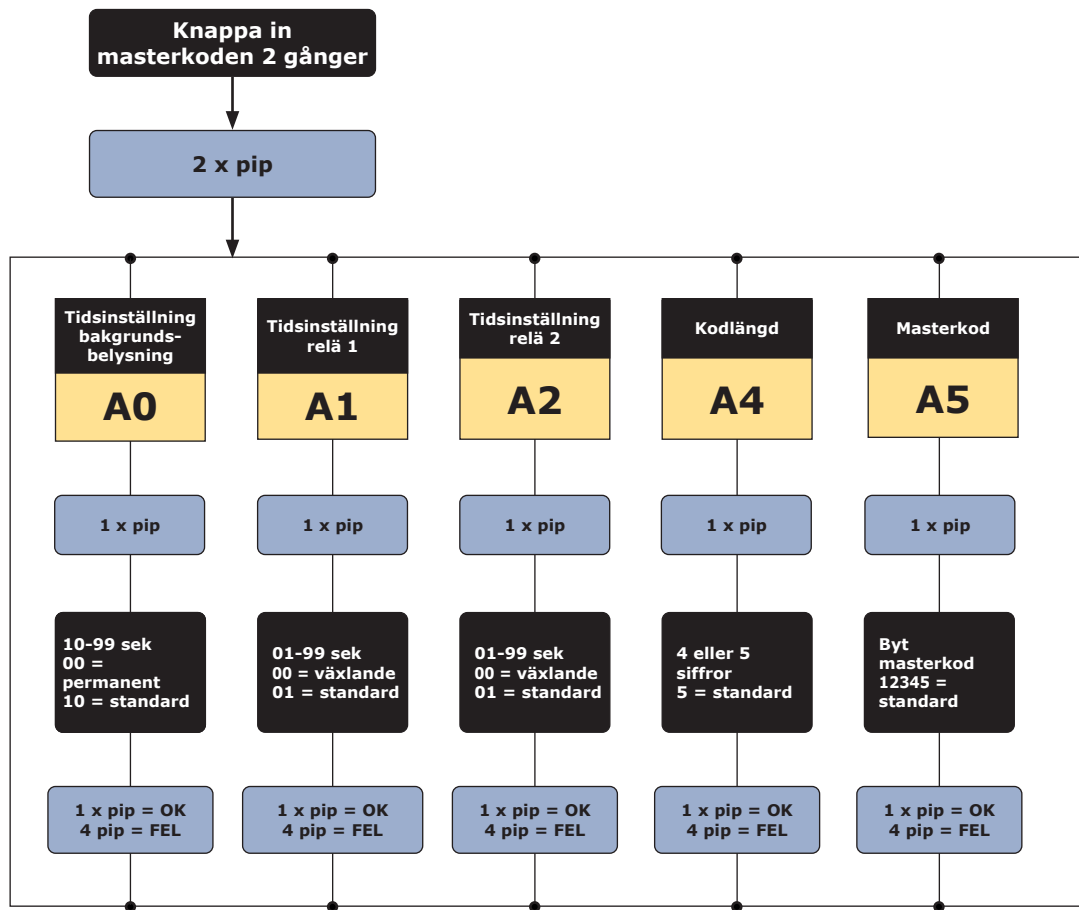 Knappa in
masterkoden 2 gånger
2 x pip
Tidsinställning
bakgrunds-
belysning
A0
1 x pip
10-99 sek
00 =
permanent
10 = standard
1 x pip = OK
4 pip = FEL
Tidsinställning
relä 1
A1
1 x pip
01-99 sek
00 = växlande
01 = standard
1 x pip = OK
4 pip = FEL
Tidsinställning
relä 2
A2
1 x pip
01-99 sek
00 = växlande
01 = standard
1 x pip = OK
4 pip = FEL
Kodlängd
A4
1 x pip
4 eller 5
siffror
5 = standard
1 x pip = OK
4 pip = FEL
Masterkod
A5
1 x pip
Byt
masterkod
12345 =
standard
1 x pip = OK
4 pip = FEL